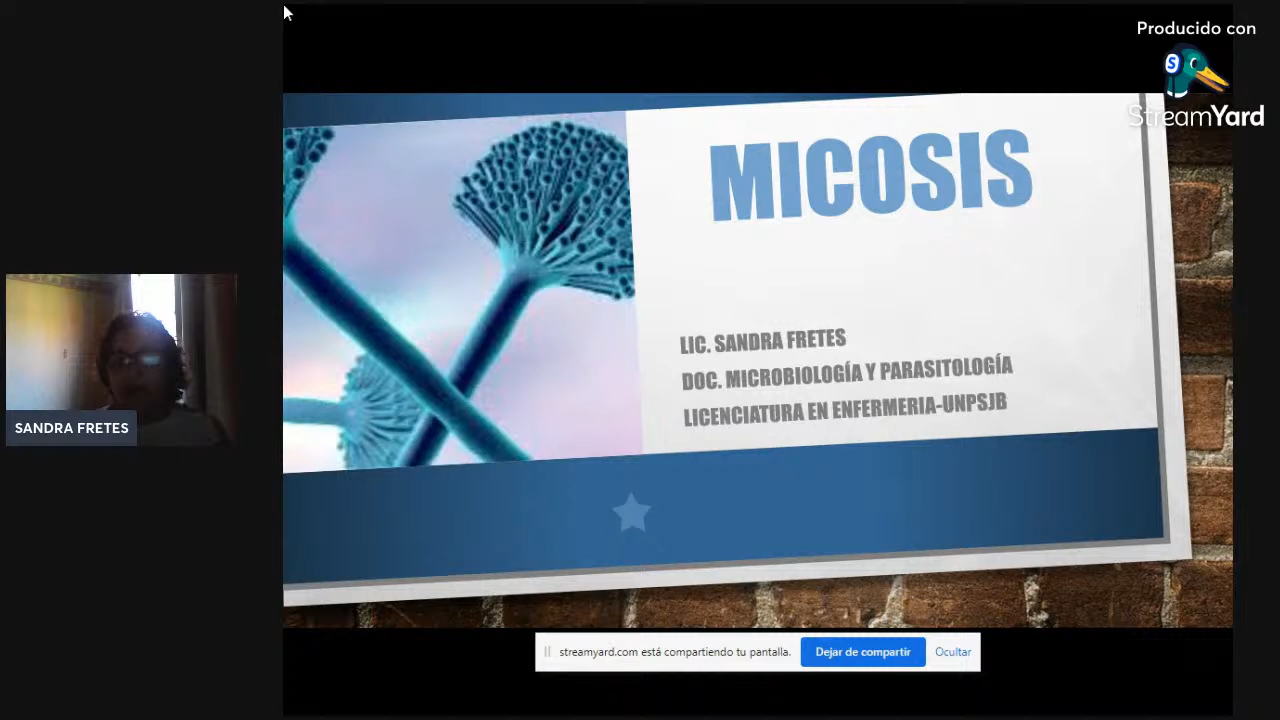 Producido con
S
StreamYard
MICOSIS
LIC. SANDRA FRETES
DOC. MICROBIOLOGÍA Y PARASITOLOGÍA
LICENCIATURA EN ENFERMERIA-UNPSJB
SANDRA FRETES
streamyard.com está compartiendo tu pantalla.
Dejar de compartir
Ocultar